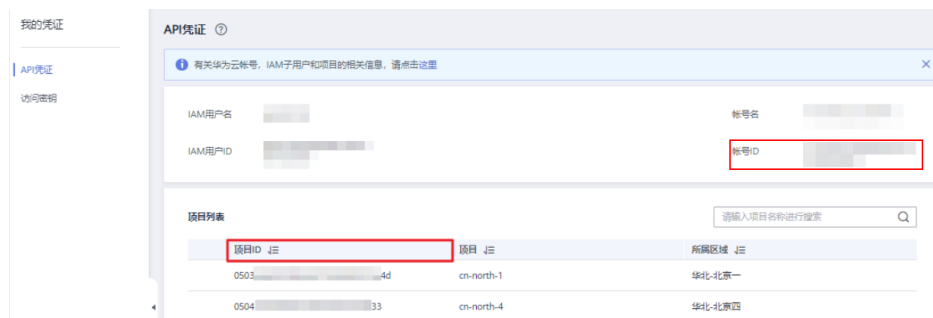 我的凭证
API凭证
访问密钥
API凭证 ?
有关华为云帐号，IAM子用户和项目的相关信息，请点击这里
IAM用户名
帐号名
IAM用户ID
帐号ID
项目列表
请输入项目名称进行搜索
项目ID 项目 所属区域
0503 4d cn-north-1 华北-北京一
0504 33 cn-north-4 华北-北京四